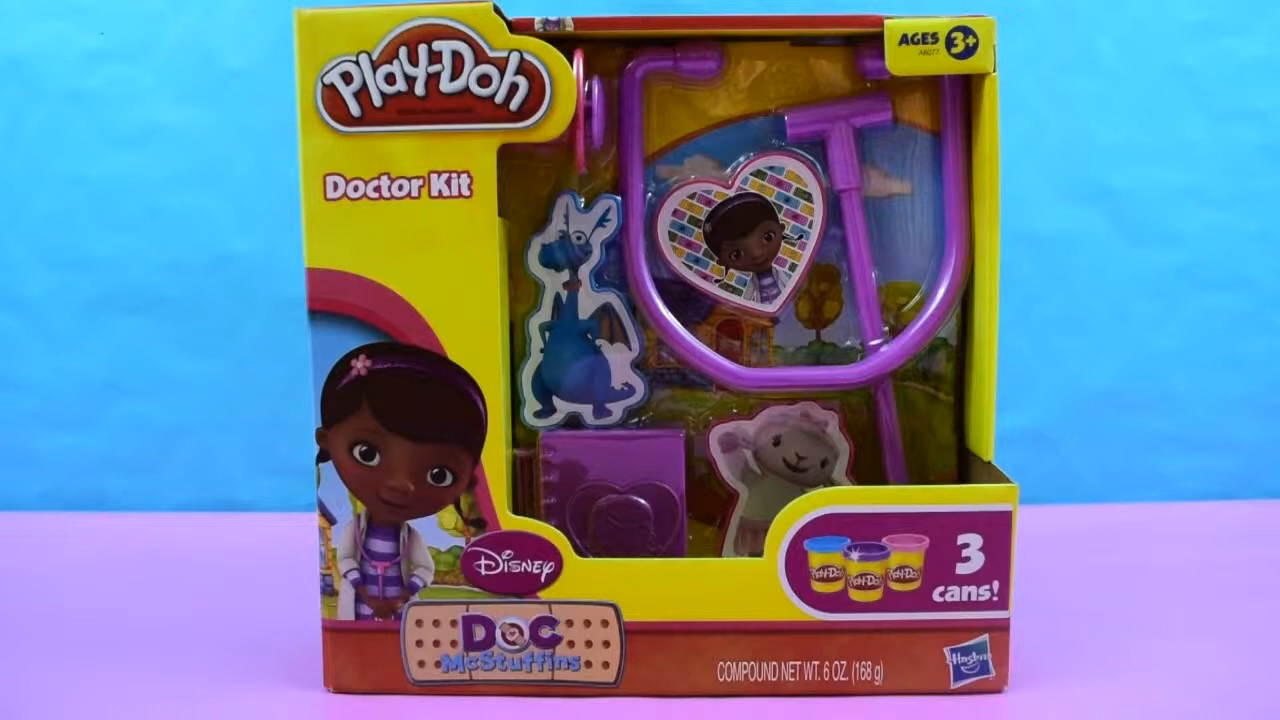 PLAY-DOH
AGES 3+
A6077
Doctor Kit
DISNEY
DOC
McSTUFFINS
PLAY-DOH
PLAY-DOH
PLAY-DOH
3
cans!
COMPOUND NET WT. 6 OZ. (168 g)
Hasbro